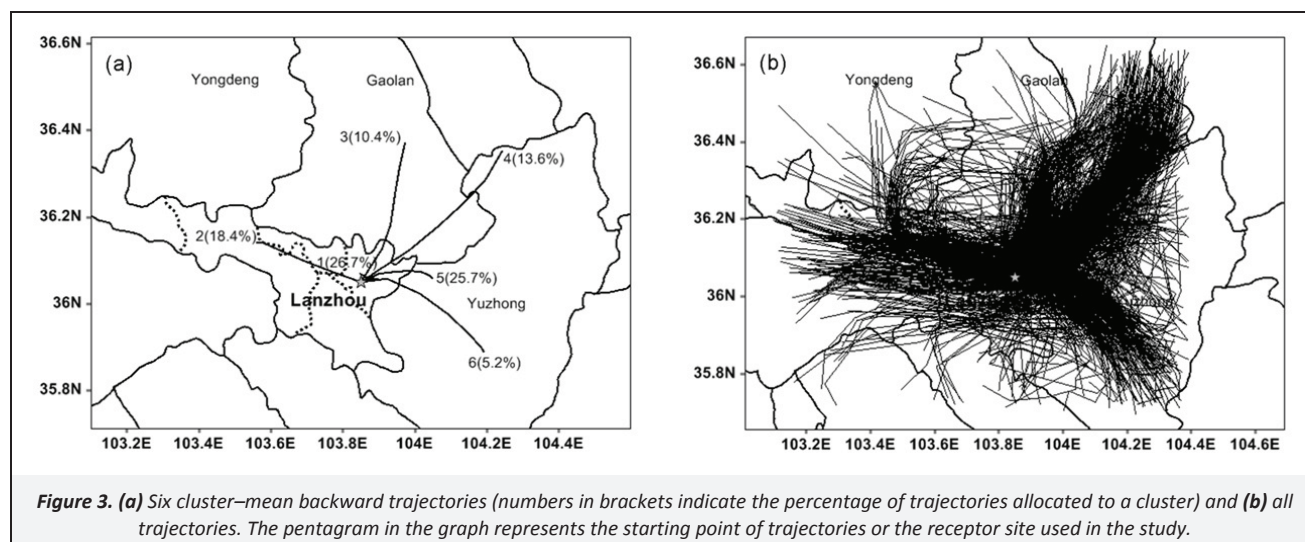 36.6N
(a)
Yongdeng
Gaolan
36.4N
3(10.4%)
4(13.6%)
36.2N
2(18.4%)
1(26.7%)
5(25.7%)
Lanzhou
Yuzhong
36N
6(5.2%)
35.8N
103.2E 103.4E 103.6E 103.8E 104E 104.2E 104.4E
(b)
36.6N
Yongdeng
Gaolan
36.4N
36.2N
36N
35.8N
103.2E 103.4E 103.6E 103.8E 104E 104.2E 104.4E 104.6E
Figure 3. (a) Six cluster–mean backward trajectories (numbers in brackets indicate the percentage of trajectories allocated to a cluster) and (b) all
trajectories. The pentagram in the graph represents the starting point of trajectories or the receptor site used in the study.